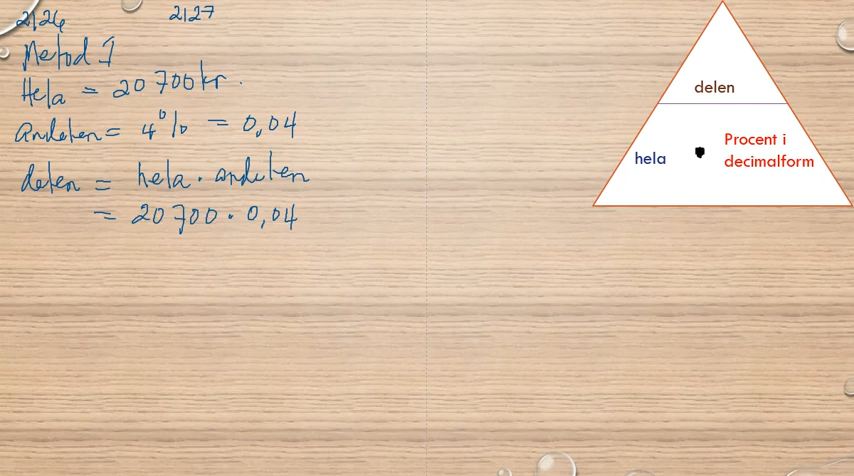 2126
2127
Metod 1
Hela = 20 700 kr.
andelen = 4% = 0,04
delen = hela · andelen
= 20 700 · 0,04
delen
hela · Procent i
decimalform